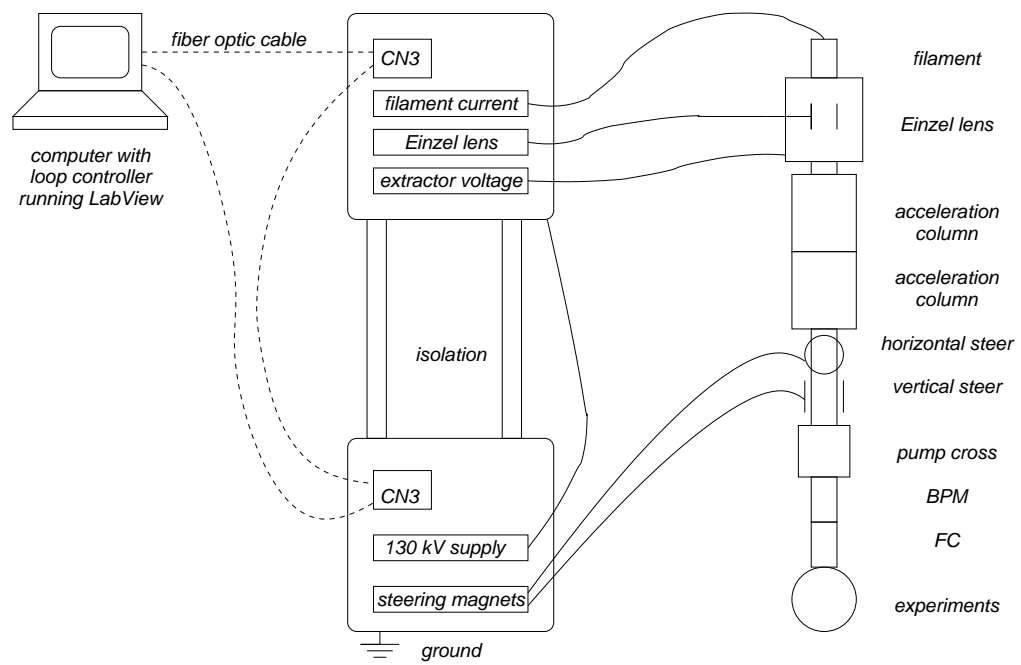 fiber optic cable
computer with
loop controller
running LabView
CN3
filament current
Einzel lens
extractor voltage
isolation
CN3
130 kV supply
steering magnets
ground
filament
Einzel lens
acceleration
column
acceleration
column
horizontal steer
vertical steer
pump cross
BPM
FC
experiments